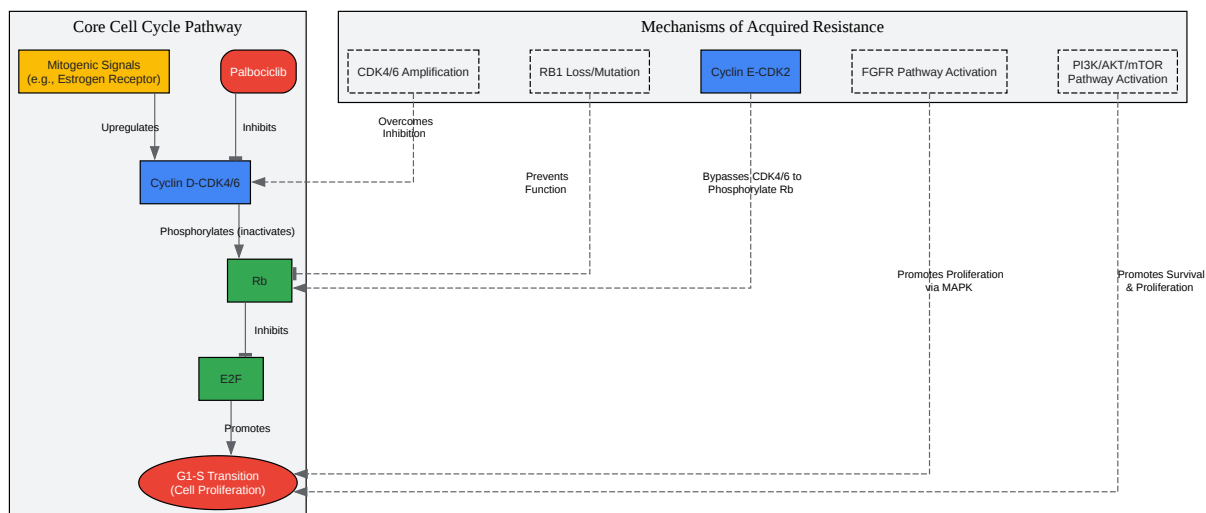 Core Cell Cycle Pathway
Mechanisms of Acquired Resistance
Mitogenic Signals
(e.g., Estrogen Receptor)
Palbociclib
CDK4/6 Amplification
RB1 Loss/Mutation
Cyclin E-CDK2
FGFR Pathway Activation
PI3K/AKT/mTOR
Pathway Activation
Upregulates
Inhibits
Overcomes
Inhibition
Cyclin D-CDK4/6
Prevents
Function
Bypasses CDK4/6 to
Phosphorylate Rb
Phosphorylates (inactivates)
Rb
Promotes Proliferation
via MAPK
Promotes Survival
& Proliferation
Inhibits
E2F
Promotes
G1-S Transition
(Cell Proliferation)